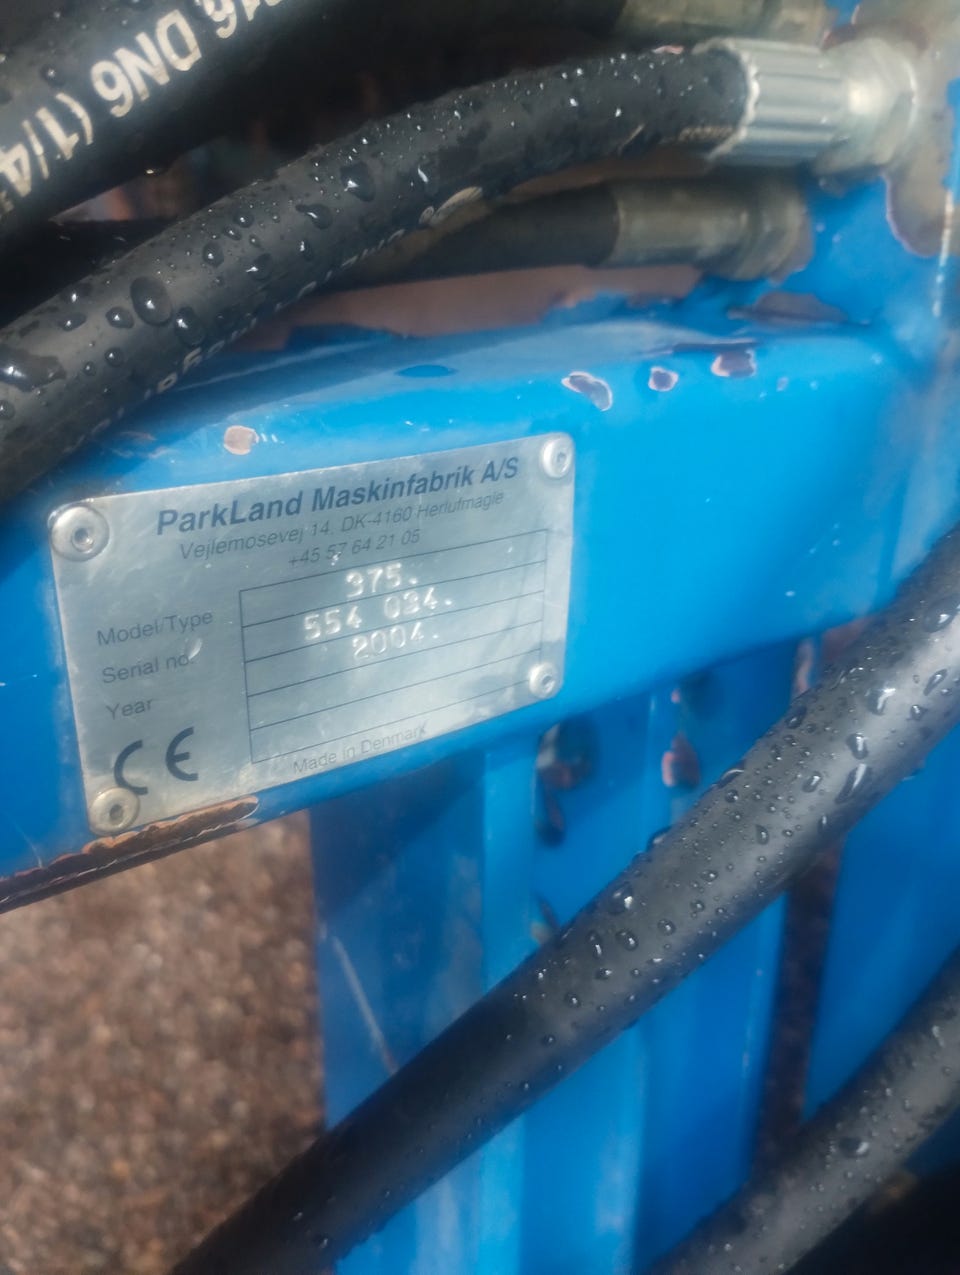 DN6 (1/4
ParkLand Maskinfabrik A/S
Vejlemosevej 14. DK-4160 Herlufmagle
+45 57 64 21 05
Model/Type 375.
Serial no. 554 024.
Year 2004.
CE
Made in Denmark